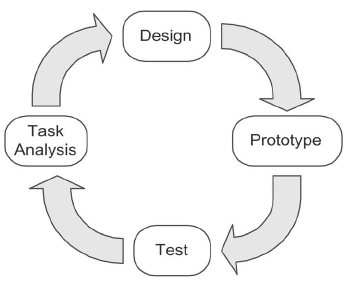 Design
Task
Analysis
Prototype
Test